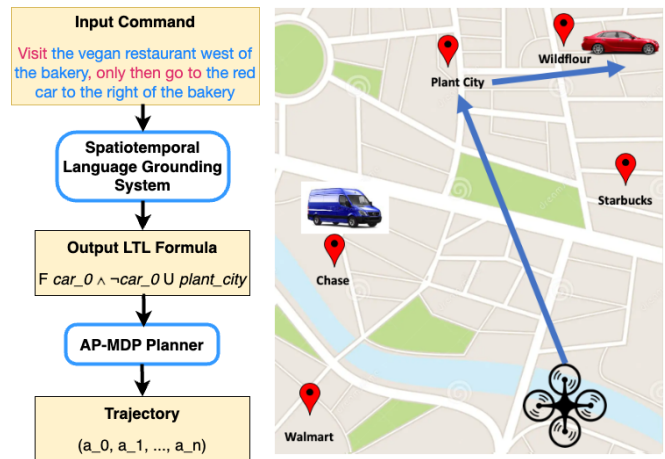 Input Command
Visit the vegan restaurant west of
the bakery, only then go to the red
car to the right of the bakery
Spatiotemporal
Language Grounding
System
Output LTL Formula
F car_0 ∧ ¬car_0 U plant_city
AP-MDP Planner
Trajectory
(a_0, a_1, ..., a_n)
Wildflour
Plant City
Starbucks
Chase
Walmart